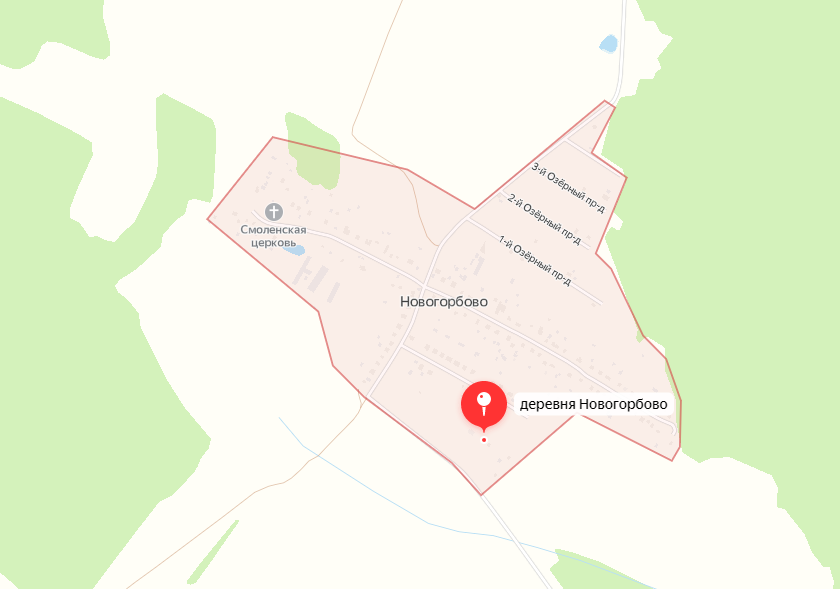 3-й Озёрный пр-д
2-й Озёрный пр-д
Смоленская
церковь
1-й Озёрный пр-д
Новогорбово
деревня Новогорбово